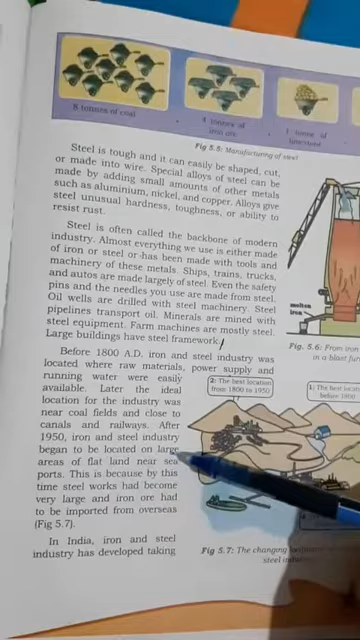 8 tonnes of coal
4 tonnes of
iron ore
1 tonne of
limestone
Fig 5.5: Manufacturing of steel
Steel is tough and it can easily be shaped, cut,
or made into wire. Special alloys of steel can be
made by adding small amounts of other metals
such as aluminium, nickel, and copper. Alloys give
steel unusual hardness, toughness, or ability to
resist rust.
Steel is often called the backbone of modern
industry. Almost everything we use is either made
of iron or steel or has been made with tools and
machinery of these metals. Ships, trains, trucks,
and autos are made largely of steel. Even the safety
pins and the needles you use are made from steel.
Oil wells are drilled with steel machinery. Steel
pipelines transport oil. Minerals are mined with
steel equipment. Farm machines are mostly steel.
Large buildings have steel framework.
Before 1800 A.D. iron and steel industry was
located where raw materials, power supply and
running water were easily
available. Later the ideal
location for the industry was
near coal fields and close to
canals and railways. After
1950, iron and steel industry
began to be located on large
areas of flat land near sea
ports. This is because by this
time steel works had become
very large and iron ore had
to be imported from overseas
(Fig 5.7).
In India, iron and steel
industry has developed taking
molten
iron
Fig. 5.6: From iron
in a blast
2: The best location
from 1800 to 1950
1: The best
before 1800
Fig 5.7: The changing
steel